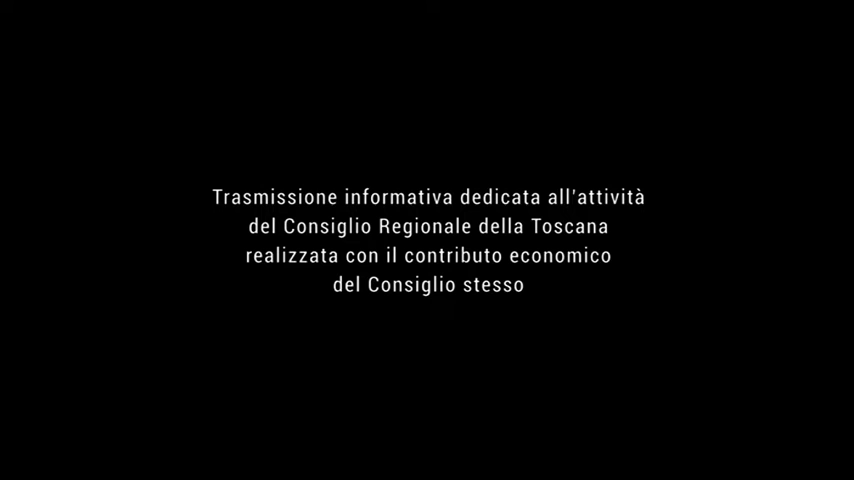 Trasmissione informativa dedicata all'attività
del Consiglio Regionale della Toscana
realizzata con il contributo economico
del Consiglio stesso